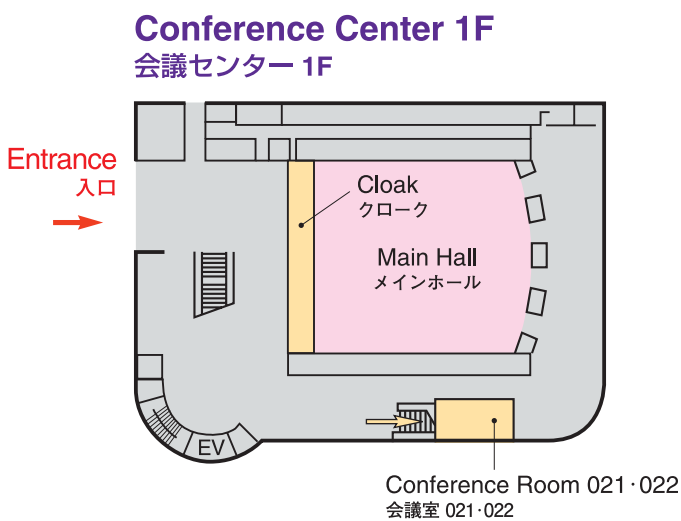 Conference Center 1F
会議センター 1F
Entrance
入口
Cloak
クローク
Main Hall
メインホール
EV
Conference Room 021·022
会議室 021·022